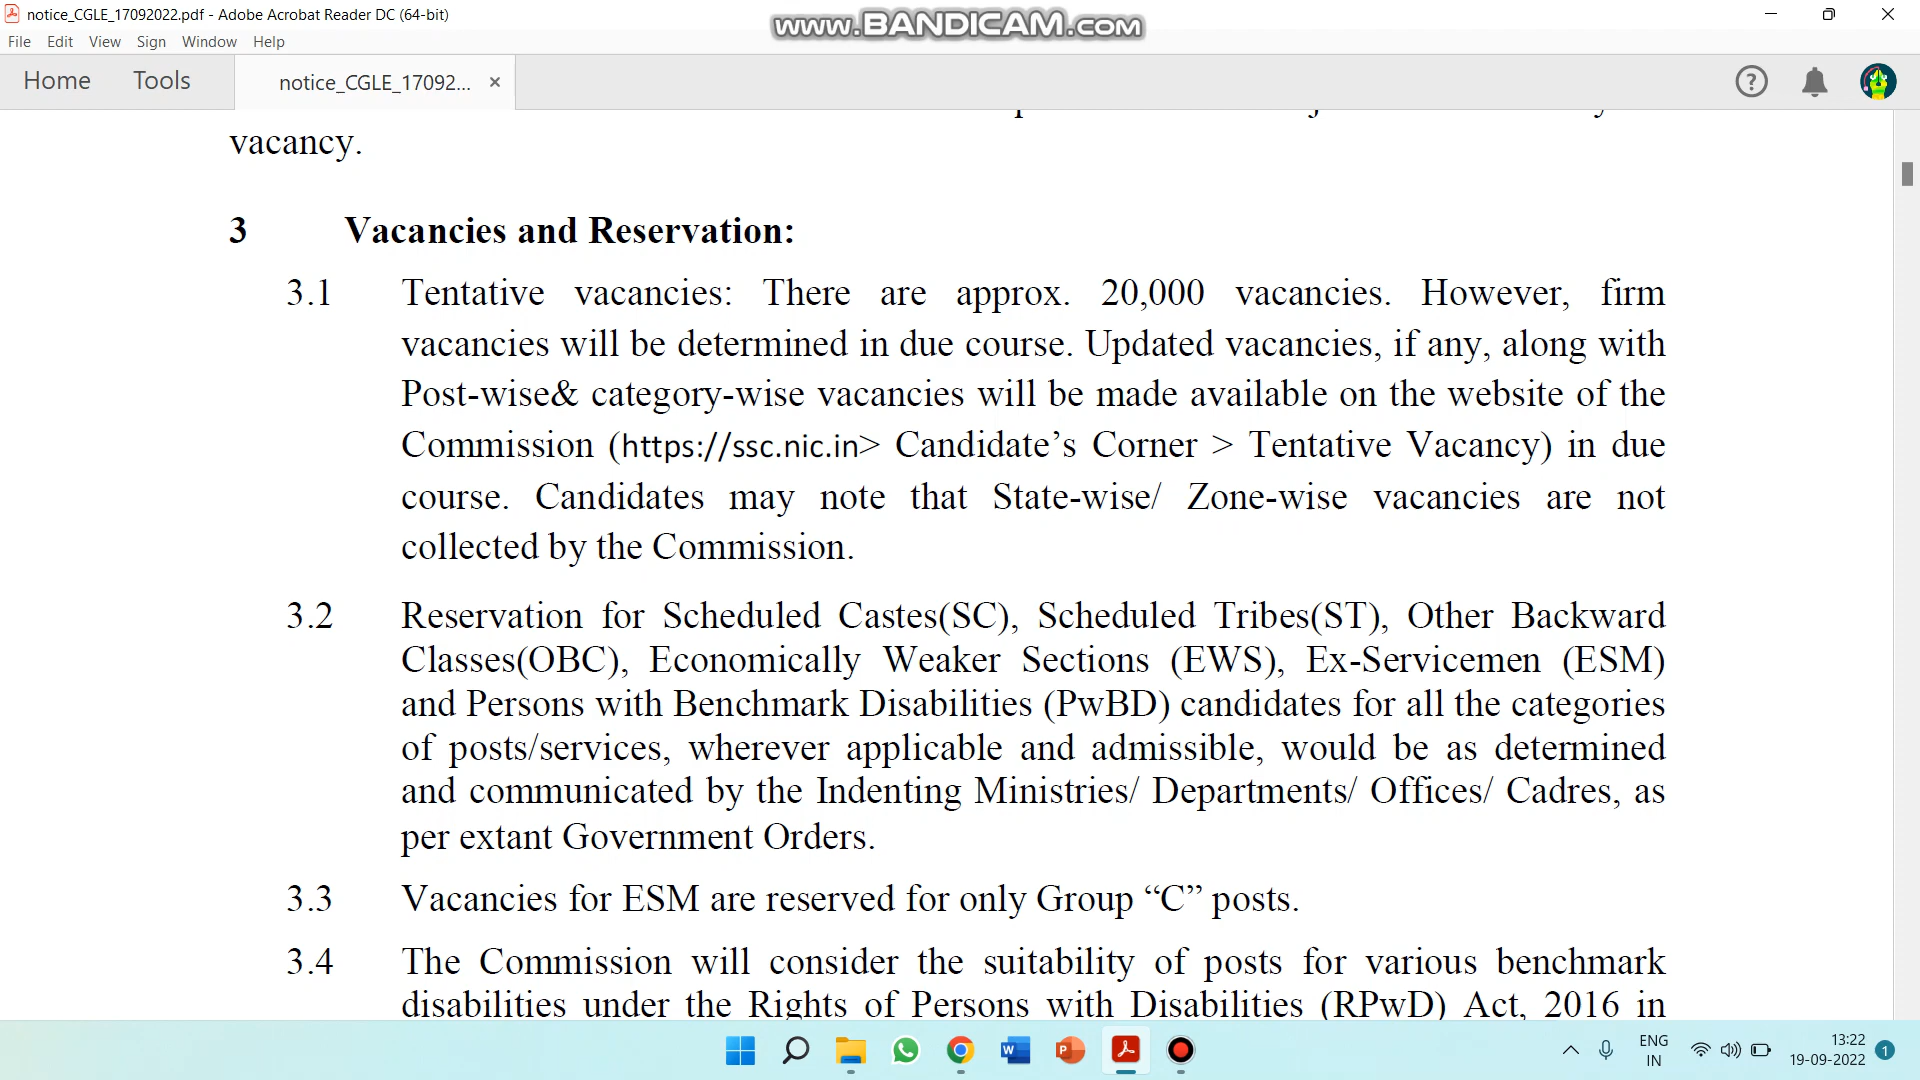 notice_CGLE_17092022.pdf - Adobe Acrobat Reader DC (64-bit)
www.BANDICAM.com
File Edit View Sign Window Help
Home Tools notice_CGLE_17092... ×
vacancy.
3 Vacancies and Reservation:
3.1 Tentative vacancies: There are approx. 20,000 vacancies. However, firm
vacancies will be determined in due course. Updated vacancies, if any, along with
Post-wise& category-wise vacancies will be made available on the website of the
Commission (https://ssc.nic.in> Candidate’s Corner > Tentative Vacancy) in due
course. Candidates may note that State-wise/ Zone-wise vacancies are not
collected by the Commission.
3.2 Reservation for Scheduled Castes(SC), Scheduled Tribes(ST), Other Backward
Classes(OBC), Economically Weaker Sections (EWS), Ex-Servicemen (ESM)
and Persons with Benchmark Disabilities (PwBD) candidates for all the categories
of posts/services, wherever applicable and admissible, would be as determined
and communicated by the Indenting Ministries/ Departments/ Offices/ Cadres, as
per extant Government Orders.
3.3 Vacancies for ESM are reserved for only Group “C” posts.
3.4 The Commission will consider the suitability of posts for various benchmark
disabilities under the Rights of Persons with Disabilities (RPwD) Act, 2016 in
ENG
IN
13:22
19-09-2022
1